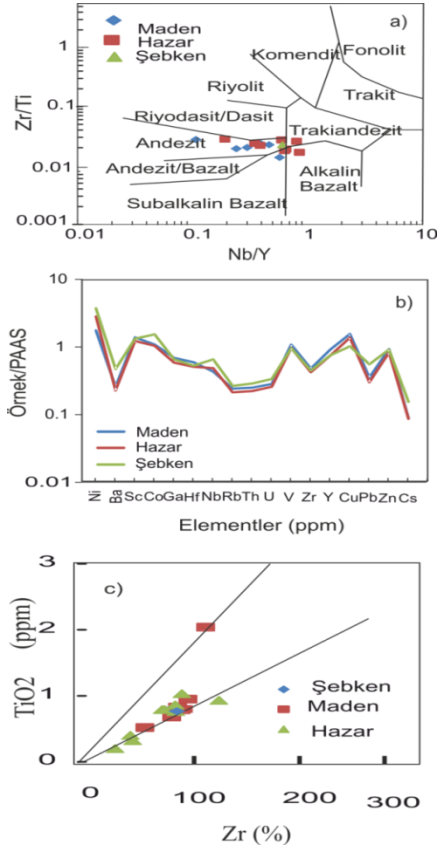 a)
Maden
Hazar
Şebken
Zr/Ti
1
0.1
0.01
0.001
Komendit
Fonolit
Riyolit
Trakit
Riyodasit/Dasit
Trakiandezit
Andezit
Andezit/Bazalt
Alkalin
Bazalt
Subalkalin Bazalt
0.1
1
10
Nb/Y
b)
Örnek/PAAS
10
1
0.1
0.01
Maden
Hazar
Şebken
Ni Ba Sc Co Ga Hf Nb Rb Th U V Zr Y Cu Pb Zn Cs
Elementler (ppm)
c)
TiO2 (ppm)
3
2
1
0
Şebken
Maden
Hazar
0 100 200 300
Zr (%)